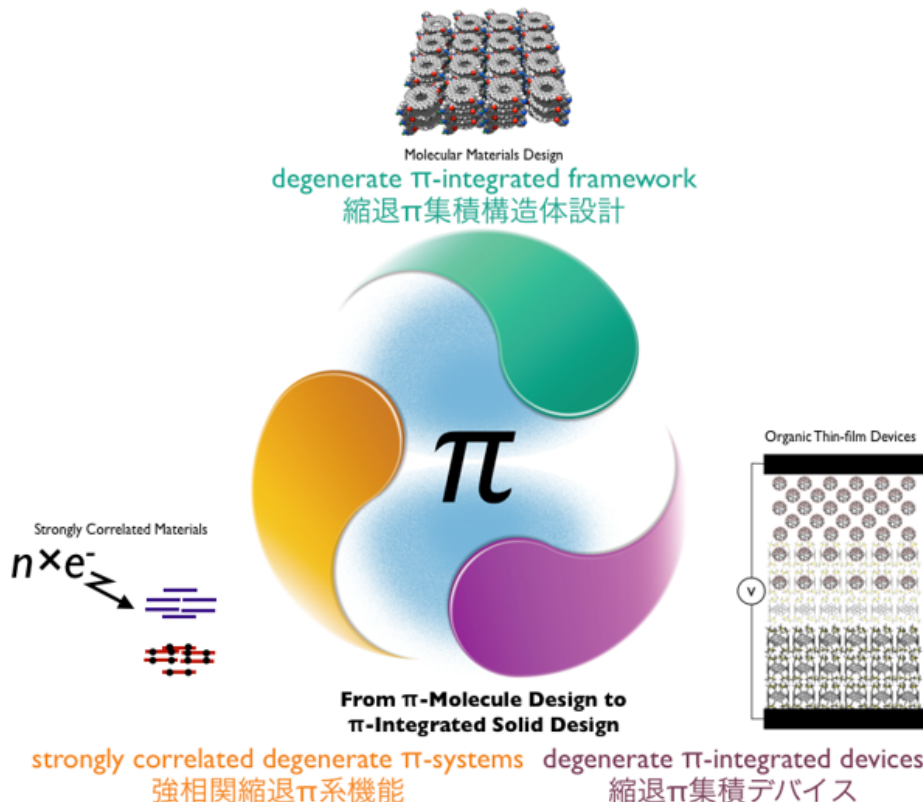 Molecular Materials Design
degenerate π-integrated framework
縮退π集積構造体設計
π
Organic Thin-film Devices
V
Strongly Correlated Materials
n×e⁻
From π-Molecule Design to
π-Integrated Solid Design
strongly correlated degenerate π-systems
強相関縮退π系機能
degenerate π-integrated devices
縮退π集積デバイス